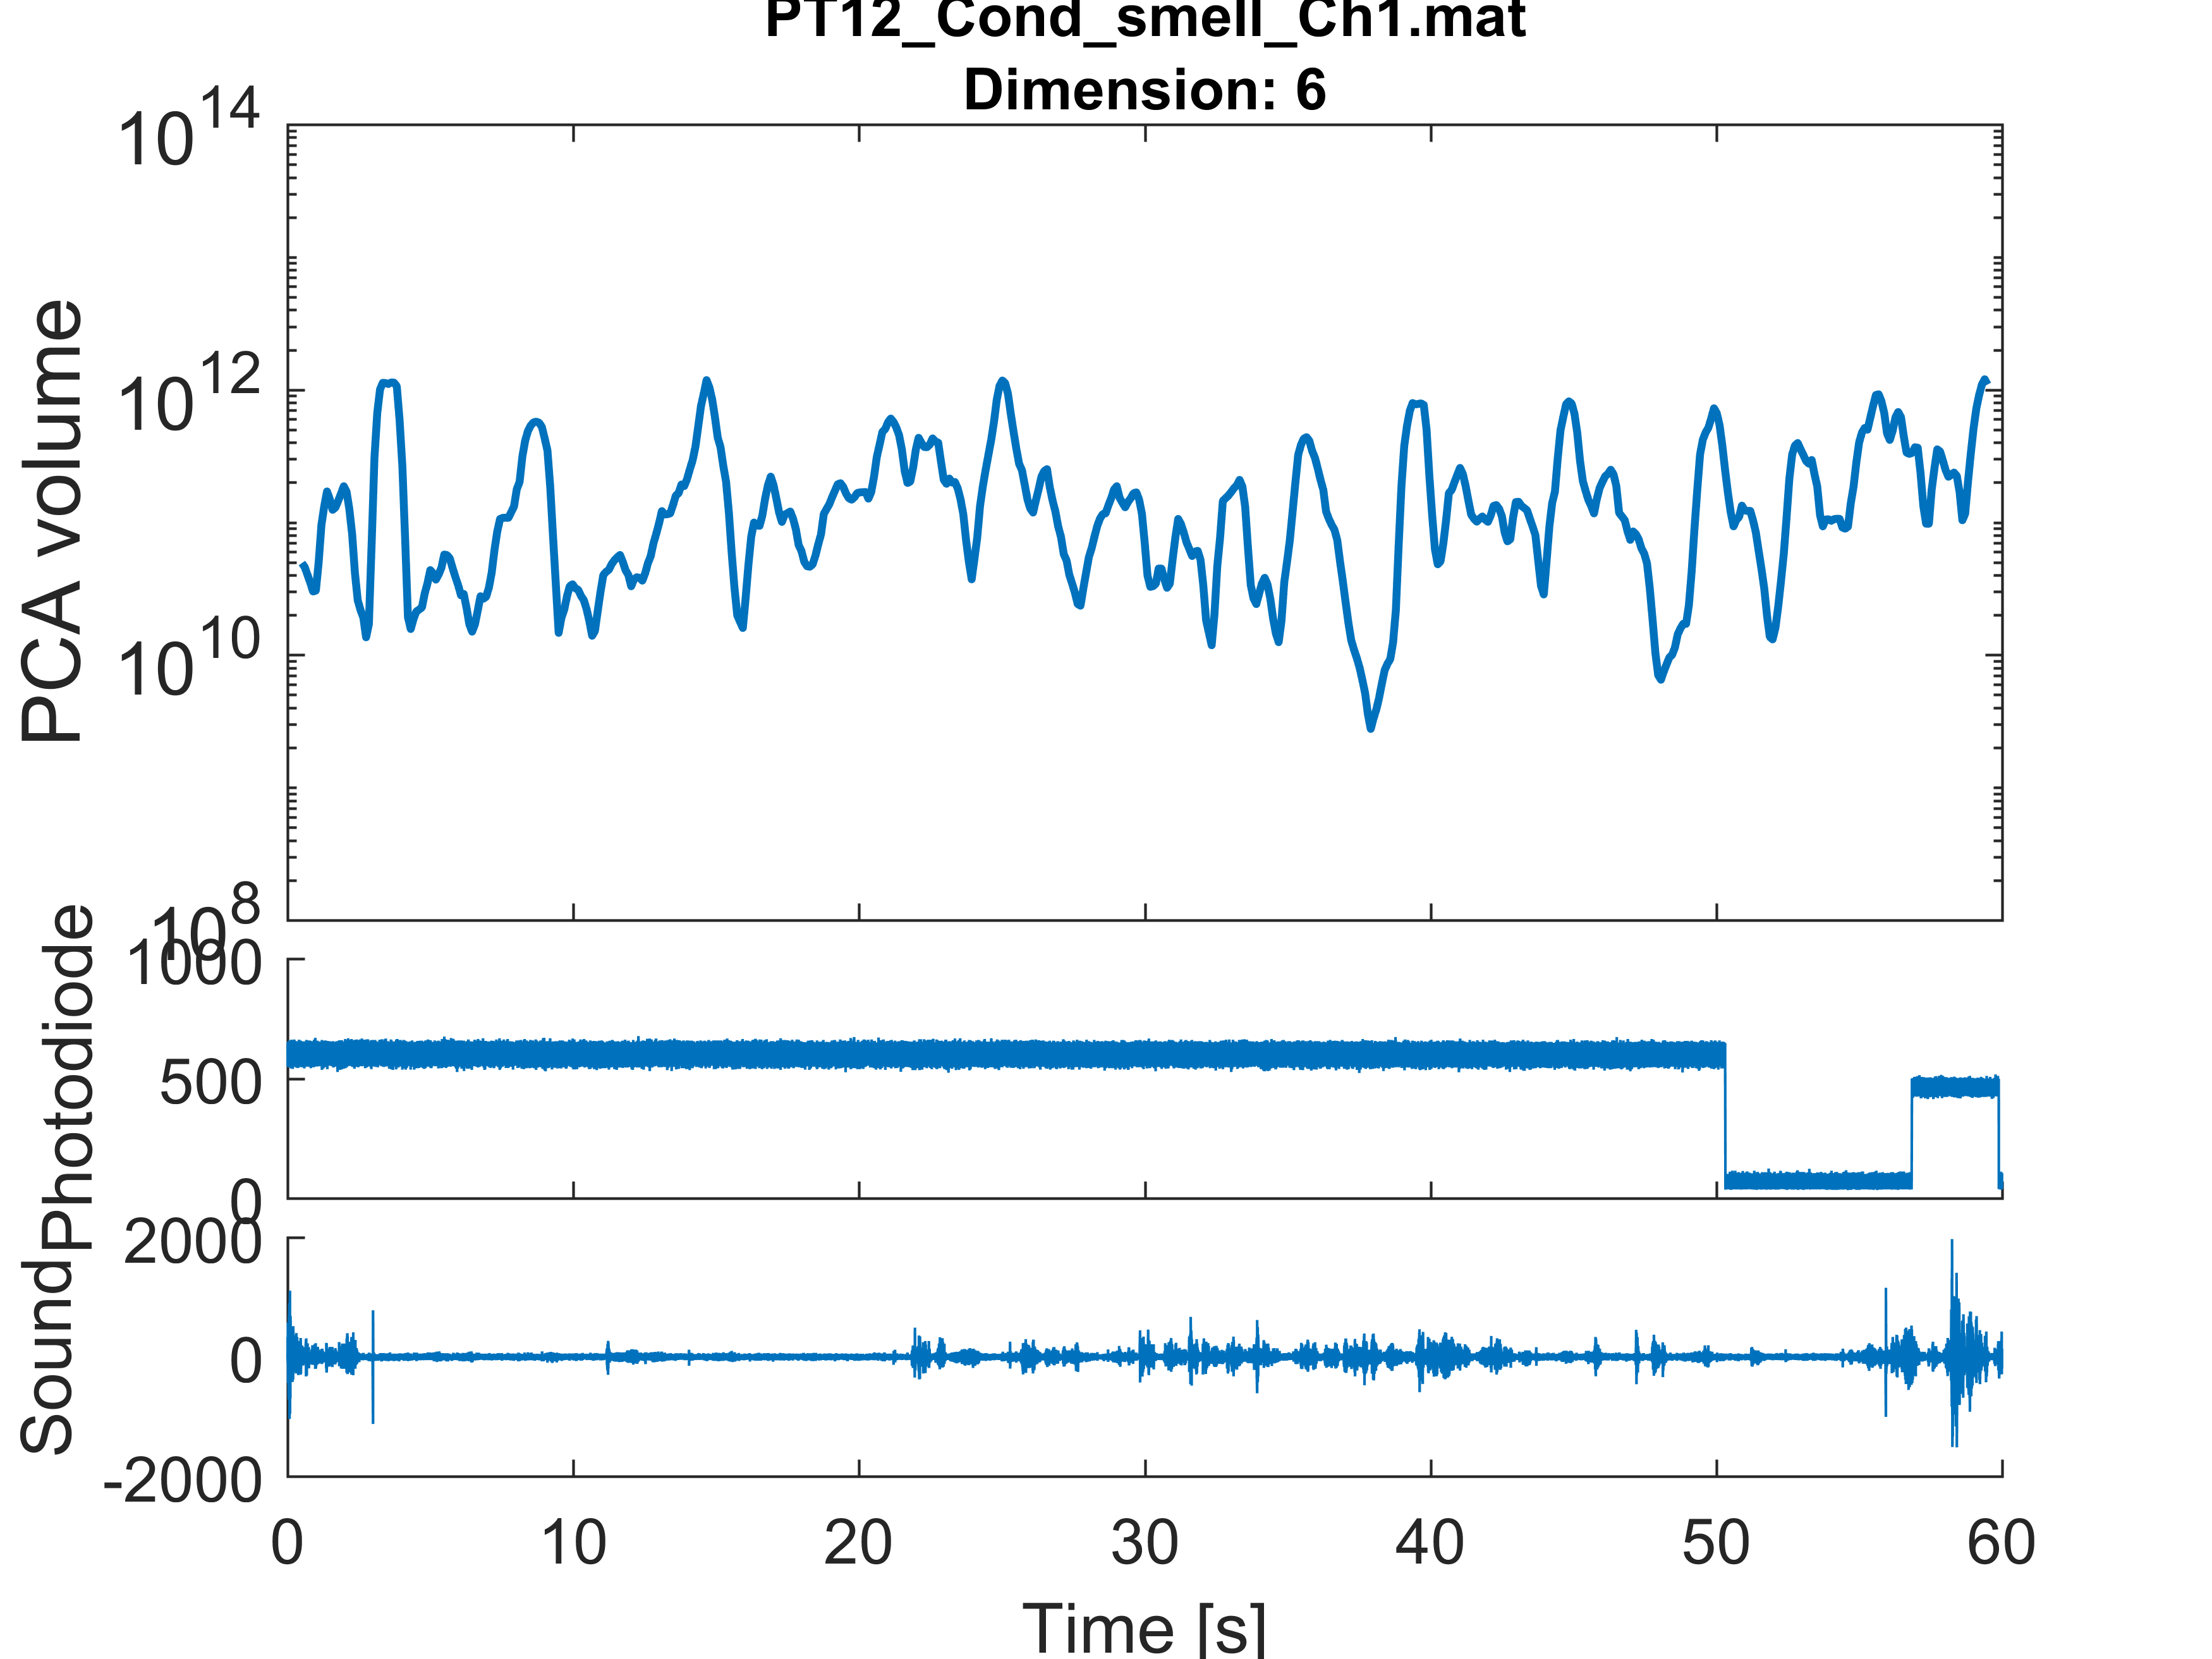 PT12_Cond_smell_Ch1.mat
Dimension: 6
PCA volume
10^14
10^12
10^10
10^8
Photodiode
1000
500
0
Sound
2000
0
-2000
0 10 20 30 40 50 60
Time [s]